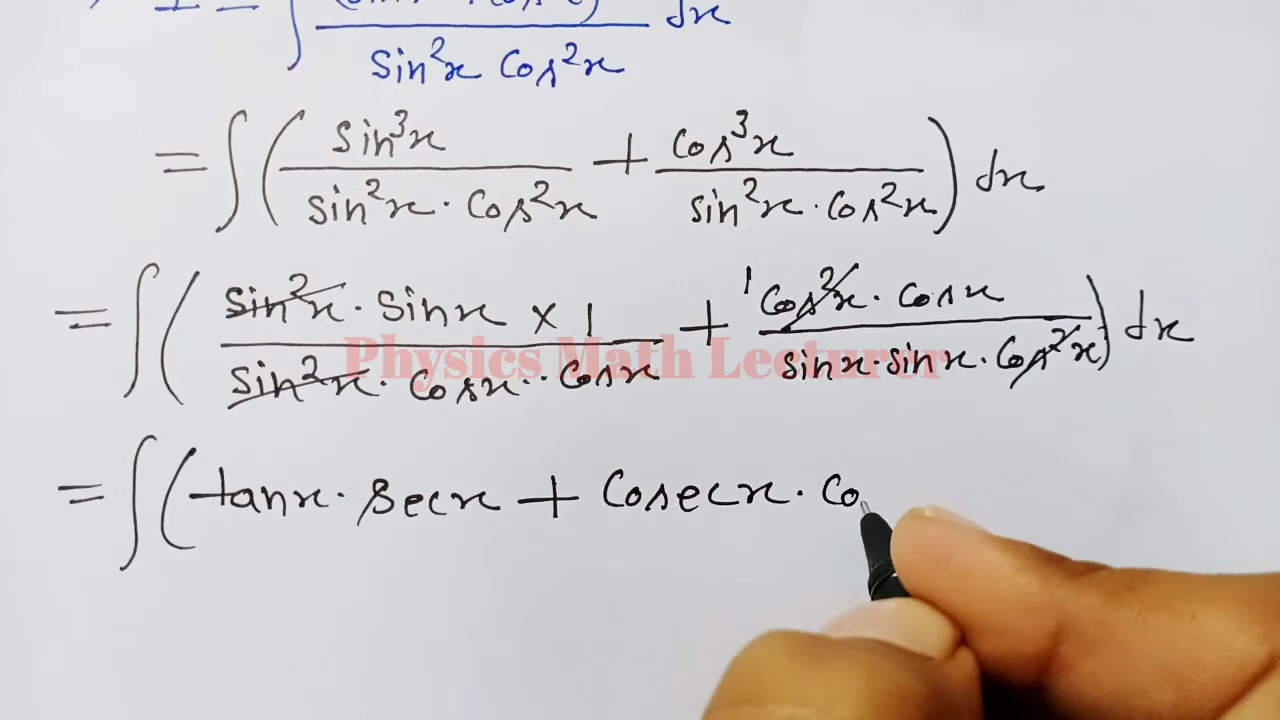 ∫ dx
sin²x cos²x
= ∫ ( sin³x / sin²x · cos²x + cos³x / sin²x · cos²x ) dx
= ∫ ( sin²x · sinx × 1 / sin²x · cosx · · cosx + 1 cos²x · cosx / sinx · sinx · cos²x ) dx
Physics Math Lecturer
= ∫ ( tanx · secx + cosecx · co